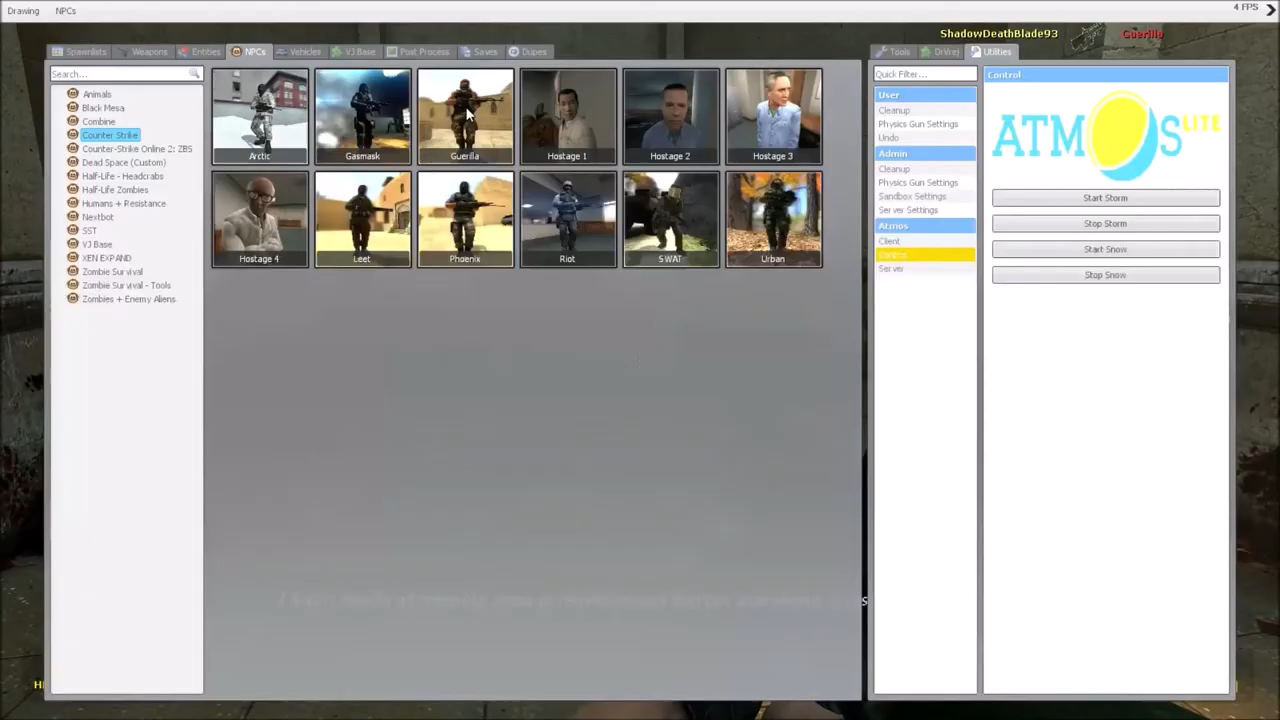 Drawing NPCs
4 FPS
ShadowDeathBlade93 Guerilla
Spawnlists Weapons Entities NPCs Vehicles VJ Base Post Process Saves Dupes
Tools DrVrej Utilities
Search...
Animals
Black Mesa
Combine
Counter Strike
Counter-Strike Online 2: ZBS
Dead Space (Custom)
Half-Life - Headcrabs
Half-Life Zombies
Humans + Resistance
Nextbot
SST
VJ Base
XEN EXPAND
Zombie Survival
Zombie Survival - Tools
Zombies + Enemy Aliens
Arctic Gasmask Guerilla Hostage 1 Hostage 2 Hostage 3
Hostage 4 Leet Phoenix Riot SWAT Urban
Quick Filter...
User
Cleanup
Physics Gun Settings
Undo
Admin
Cleanup
Physics Gun Settings
Sandbox Settings
Server Settings
Atmos
Client
Control
Server
Control
ATMOS LITE
Start Storm
Stop Storm
Start Snow
Stop Snow